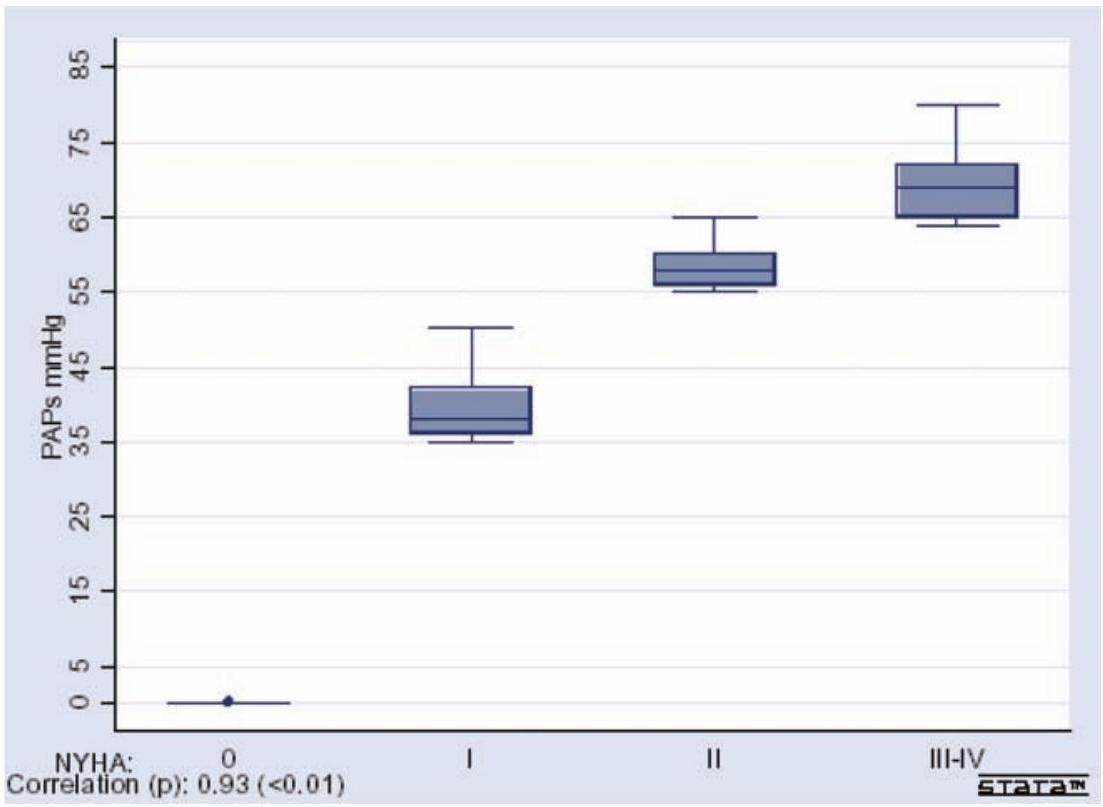 85
75
65
55
45
35
25
15
5
0
PAPs mmHg
NYHA: 0 I II III-IV
Correlation (p): 0.93 (<0.01)
STATA™